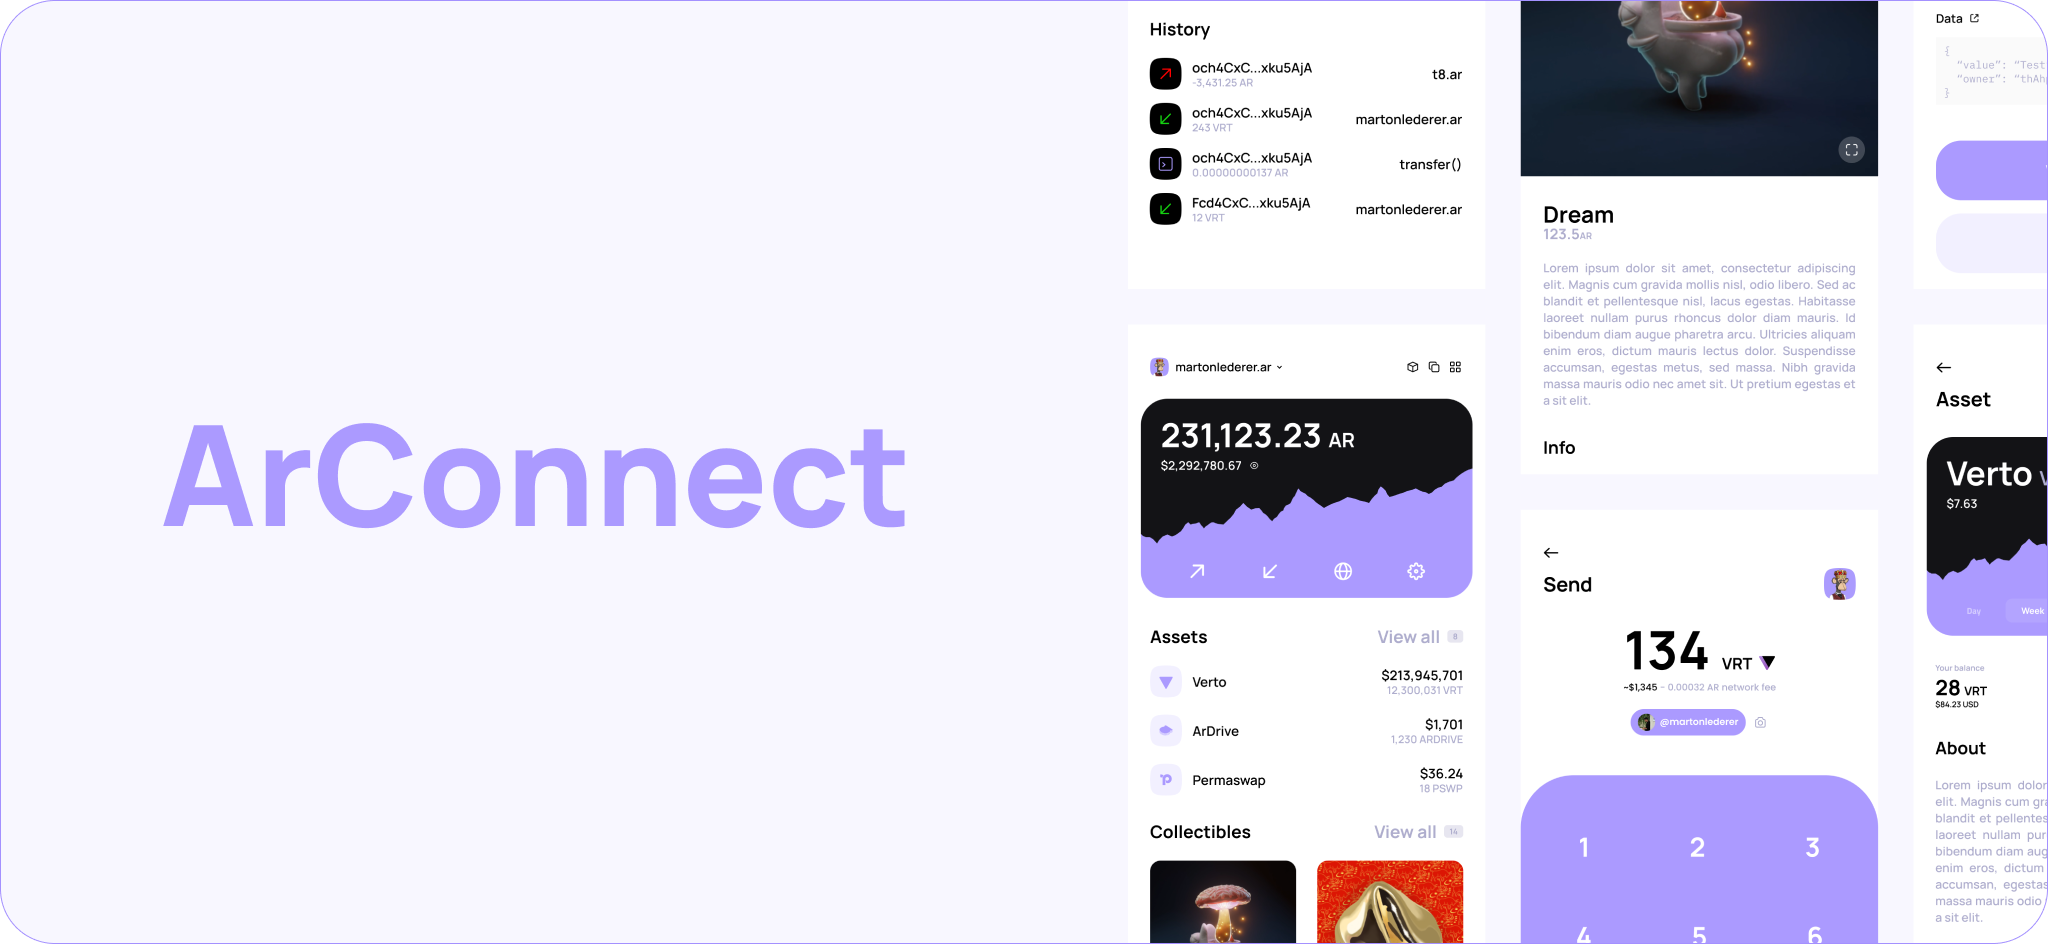 ArConnect
History
och4CxC...xku5AjA
-3,431.25 AR
t8.ar
och4CxC...xku5AjA
243 VRT
martonlederer.ar
och4CxC...xku5AjA
0.00000000137 AR
transfer()
Fcd4CxC...xku5AjA
12 VRT
martonlederer.ar
martonlederer.ar
231,123.23 AR
$2,292,780.67
Assets
View all 8
Verto
$213,945,701
12,300,031 VRT
ArDrive
$1,701
1,230 ARDRIVE
Permaswap
$36.24
18 PSWP
Collectibles
View all 14
Dream
123.5AR
Lorem ipsum dolor sit amet, consectetur adipiscing
elit. Magnis cum gravida mollis nisl, odio libero. Sed ac
blandit et pellentesque nisl, lacus egestas. Habitasse
laoreet nullam purus rhoncus dolor diam mauris. Id
bibendum diam augue pharetra arcu. Ultricies aliquam
enim eros, dictum mauris lectus dolor. Suspendisse
accumsan, egestas metus, sed massa. Nibh gravida
massa mauris odio nec amet sit. Ut pretium egestas et
a sit elit.
Info
Send
134 VRT
~$1,345 - 0.00032 AR network fee
@martonlederer
1 2 3
4 5 6
Data
{
"value": "Test
"owner": "thAh
}
Asset
Verto
$7.63
Day Week
Your balance
28 VRT
$84.23 USD
About
Lorem ipsum dolor
elit. Magnis cum gra
blandit et pellentes
laoreet nullam pur
bibendum diam aug
enim eros, dictum
accumsan, egestas
massa mauris odio
a sit elit.